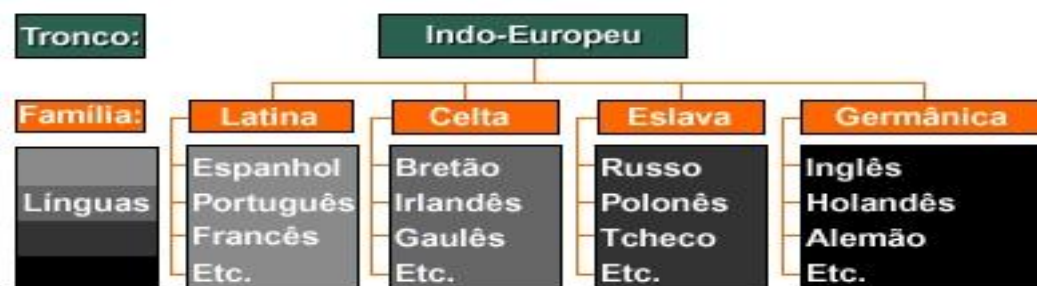 Tronco: Indo-Europeu
Família: Latina Celta Eslava Germânica
Línguas
Espanhol
Português
Francês
Etc.
Bretão
Irlandês
Gaulês
Etc.
Russo
Polonês
Tcheco
Etc.
Inglês
Holandês
Alemão
Etc.